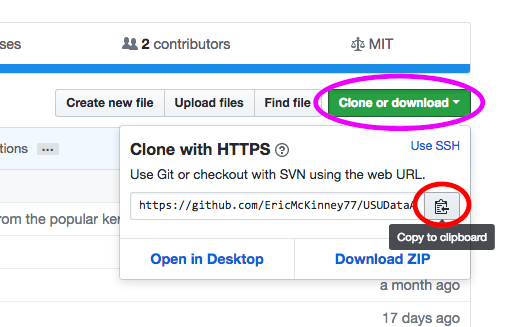 ses
2 contributors
MIT
Create new file
Upload files
Find file
Clone or download
tions
...
Clone with HTTPS
Use SSH
Use Git or checkout with SVN using the web URL.
https://github.com/EricMcKinney77/USUDataA
Copy to clipboard
from the popular ker
Open in Desktop
Download ZIP
a month ago
17 days ago